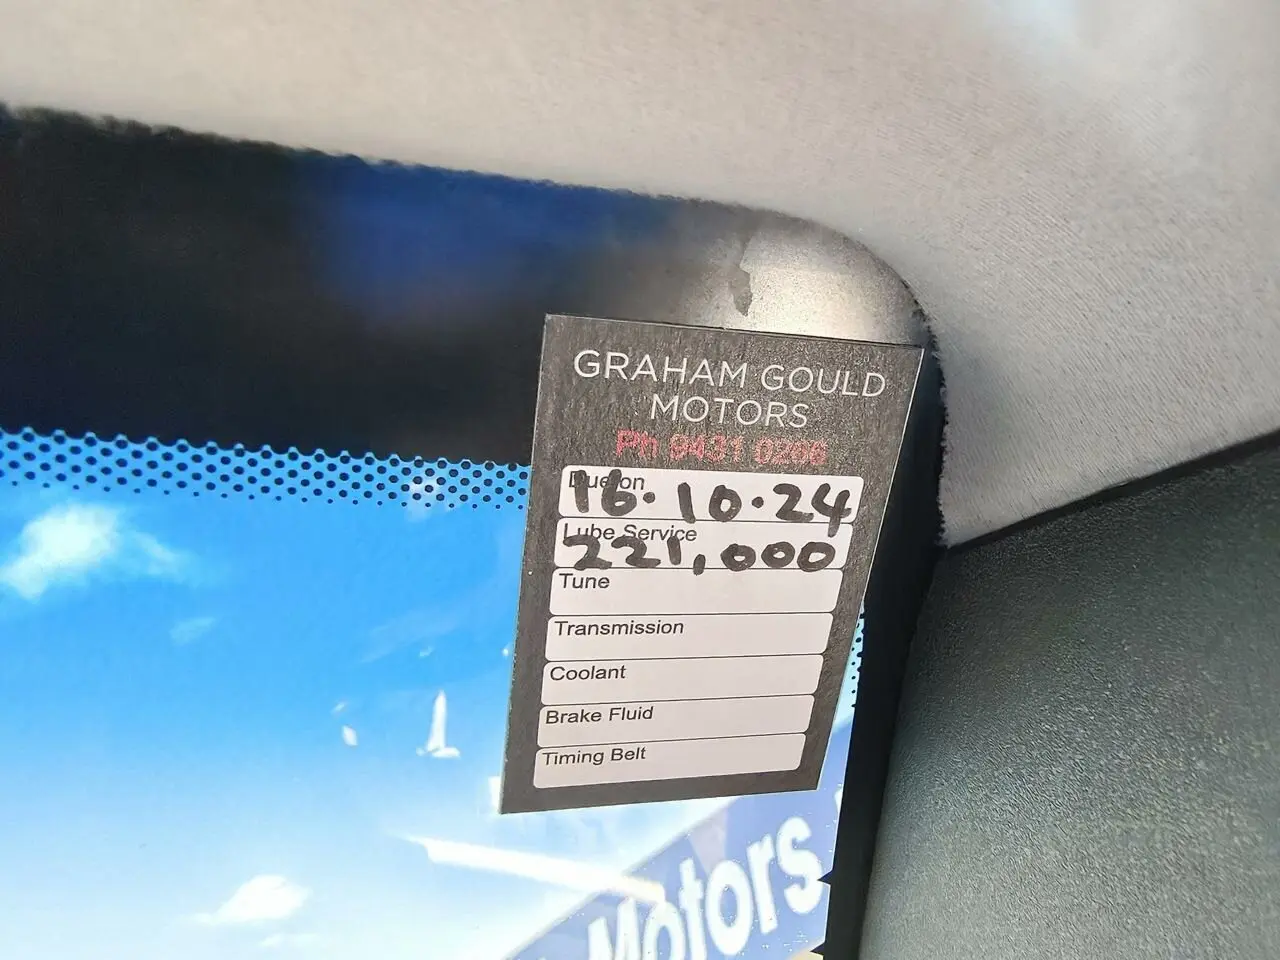 GRAHAM GOULD
MOTORS
Ph 9431 0266
Due on
16.10.24
Lube Service
221,000
Tune
Transmission
Coolant
Brake Fluid
Timing Belt
Motors